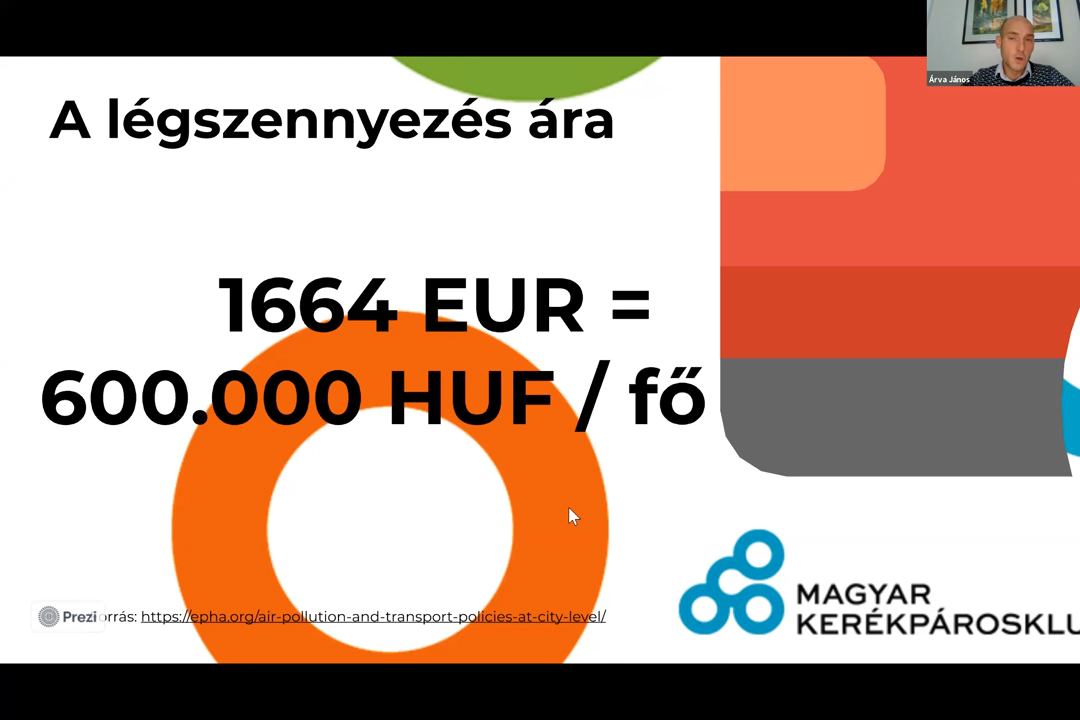 Árva János
A légszennyezés ára
1664 EUR =
600.000 HUF / fő
Prezi
orrás: https://epha.org/air-pollution-and-transport-policies-at-city-level/
MAGYAR
KERÉKPÁROSKLU